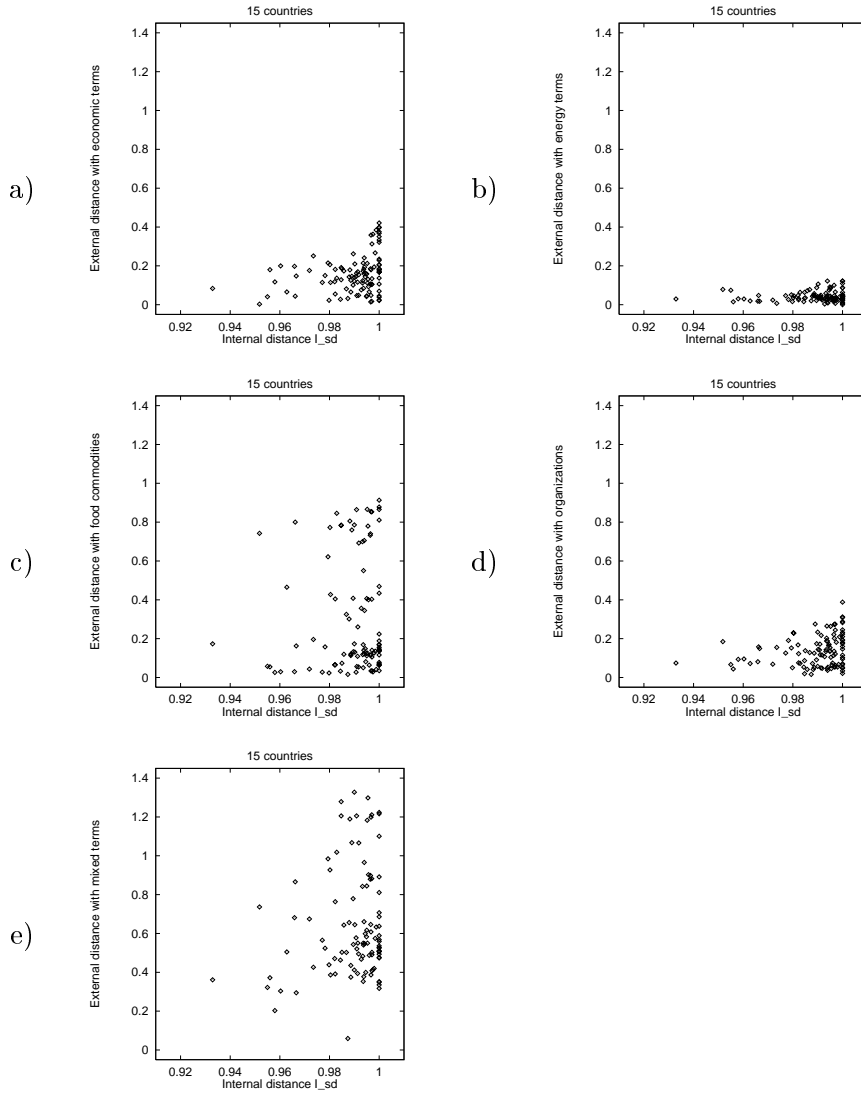 15 countries
External distance with economic terms
a)
1.4
1.2
1
0.8
0.6
0.4
0.2
0
0.92 0.94 0.96 0.98 1
Internal distance I_sd
15 countries
External distance with energy terms
b)
1.4
1.2
1
0.8
0.6
0.4
0.2
0
0.92 0.94 0.96 0.98 1
Internal distance I_sd
15 countries
External distance with food commodities
c)
1.4
1.2
1
0.8
0.6
0.4
0.2
0
0.92 0.94 0.96 0.98 1
Internal distance I_sd
15 countries
External distance with organizations
d)
1.4
1.2
1
0.8
0.6
0.4
0.2
0
0.92 0.94 0.96 0.98 1
Internal distance I_sd
15 countries
External distance with mixed terms
e)
1.4
1.2
1
0.8
0.6
0.4
0.2
0
0.92 0.94 0.96 0.98 1
Internal distance I_sd